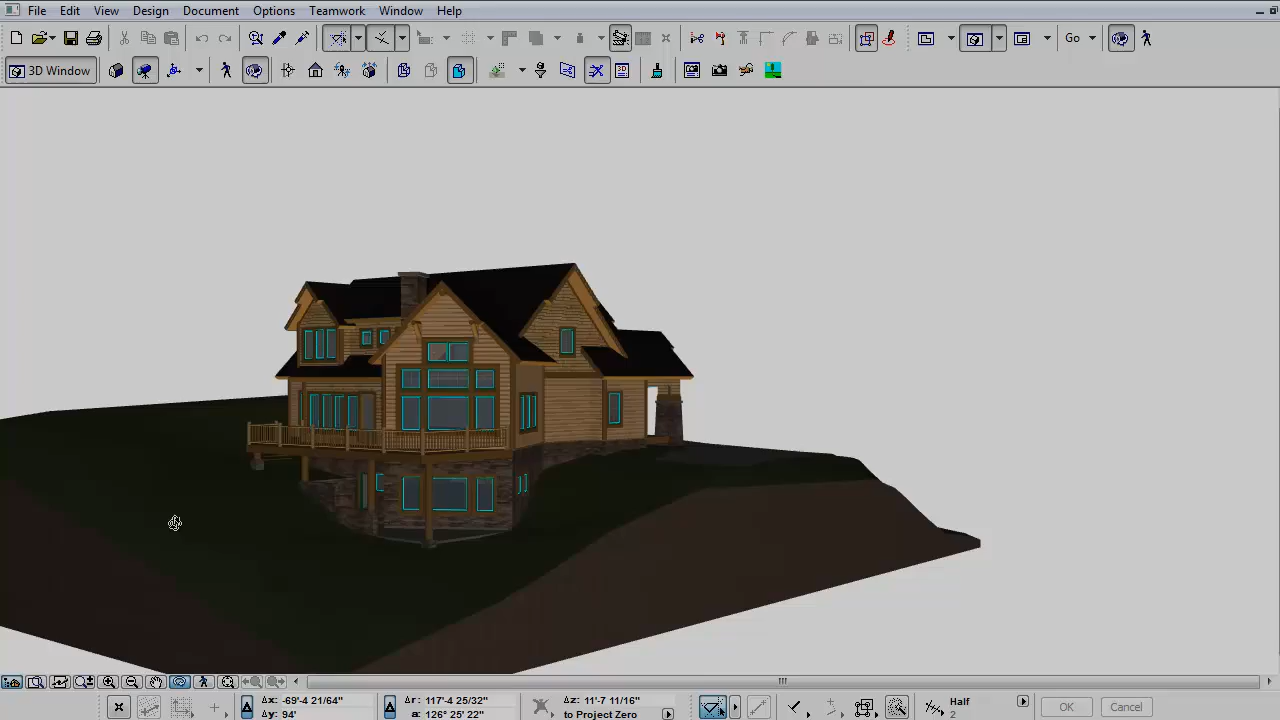 File Edit View Design Document Options Teamwork Window Help
Go
3D Window
Δx: -69'-4 21/64"
Δy: 94'
Δr: 117'-4 25/32"
a: 126° 25' 22"
Δz: 11'-7 11/16"
to Project Zero
Half
2
OK
Cancel